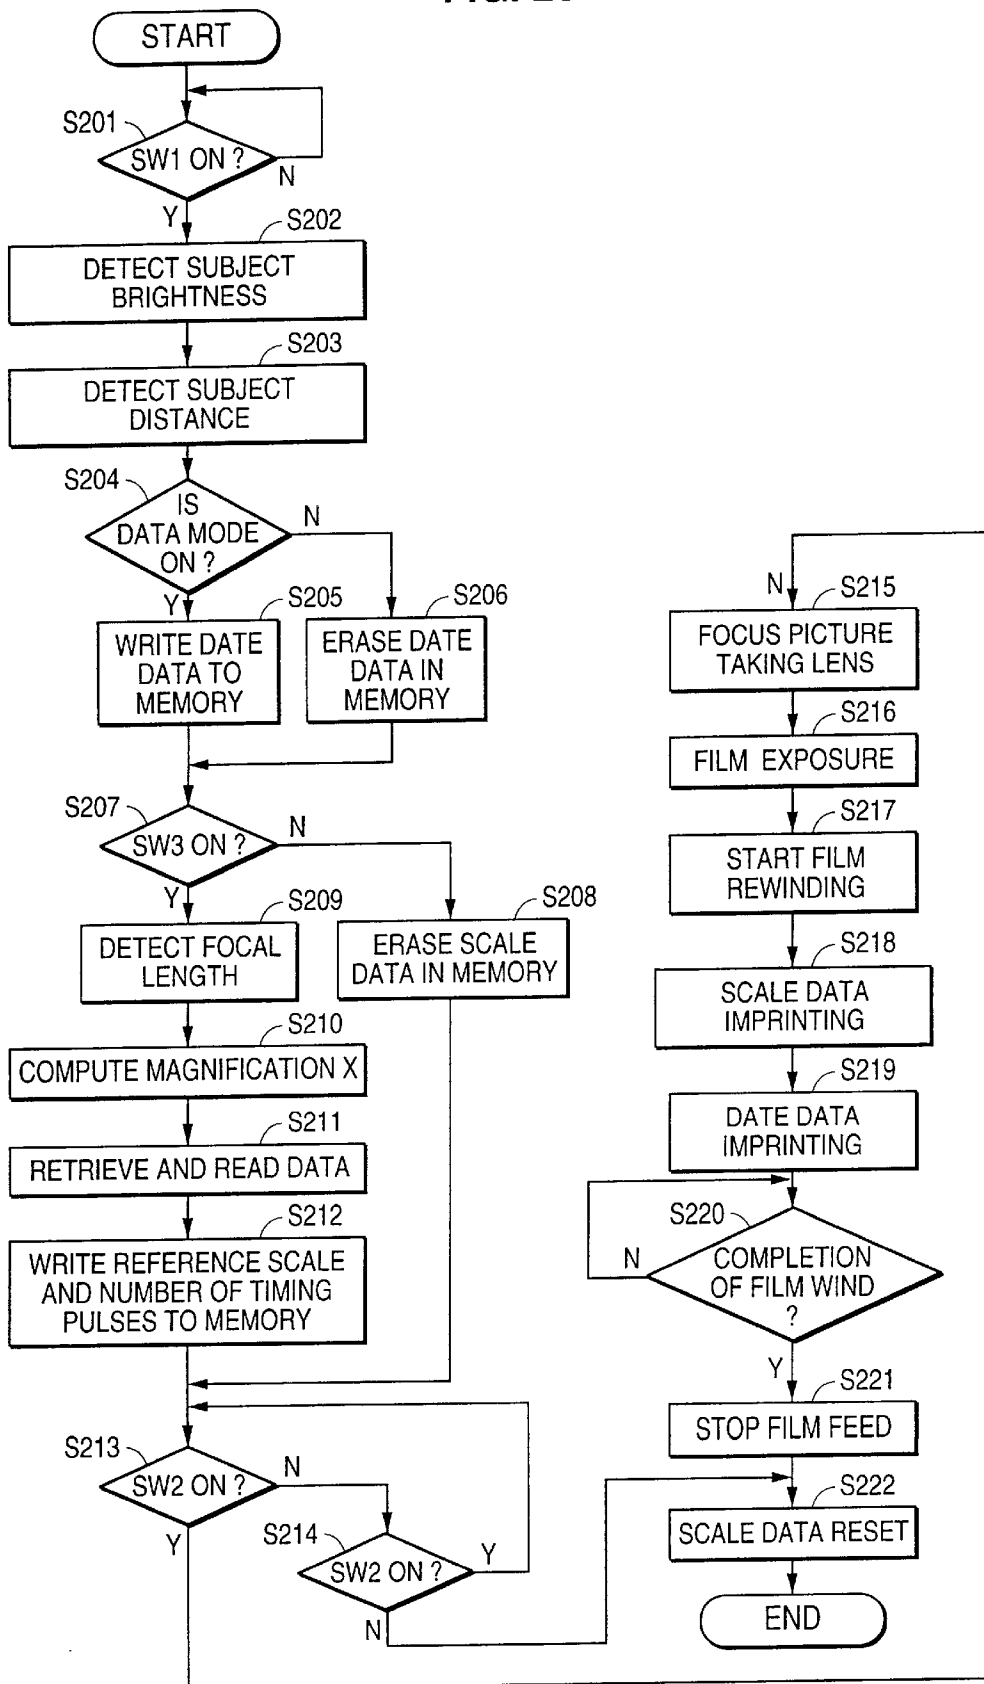 START
S201
SW1 ON ?
N
Y
S202
DETECT SUBJECT
BRIGHTNESS
S203
DETECT SUBJECT
DISTANCE
S204
IS
DATA MODE
ON ?
N
Y
S205
WRITE DATE
DATA TO
MEMORY
S206
ERASE DATE
DATA IN
MEMORY
S207
SW3 ON ?
N
Y
S209
DETECT FOCAL
LENGTH
S208
ERASE SCALE
DATA IN MEMORY
S210
COMPUTE MAGNIFICATION X
S211
RETRIEVE AND READ DATA
S212
WRITE REFERENCE SCALE
AND NUMBER OF TIMING
PULSES TO MEMORY
S213
SW2 ON ?
N
Y
S214
SW2 ON ?
Y
N
N
S215
FOCUS PICTURE
TAKING LENS
S216
FILM EXPOSURE
S217
START FILM
REWINDING
S218
SCALE DATA
IMPRINTING
S219
DATE DATA
IMPRINTING
S220
N
COMPLETION
OF FILM WIND
?
Y
S221
STOP FILM FEED
S222
SCALE DATA RESET
END